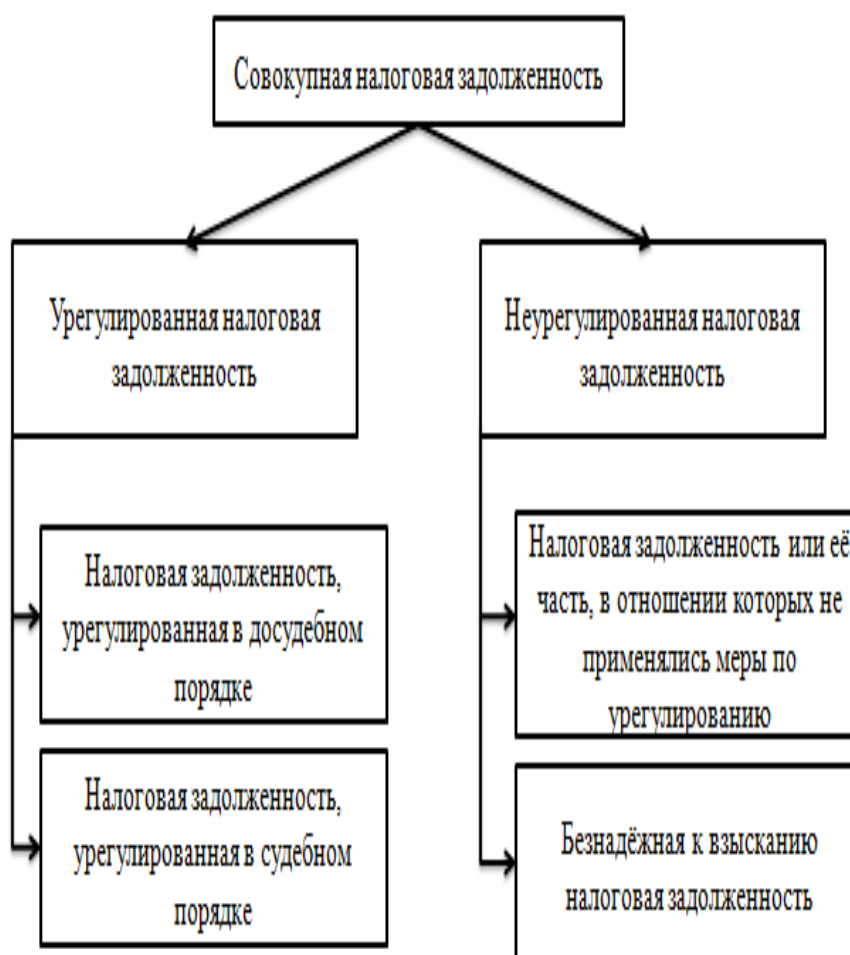 Совокупная налоговая задолженность
Урегулированная налоговая
задолженность
Неурегулированная налоговая
задолженность
Налоговая задолженность,
урегулированная в досудебном
порядке
Налоговая задолженность,
урегулированная в судебном
порядке
Налоговая задолженность или её
часть, в отношении которых не
применялись меры по
урегулированию
Безнадёжная к взысканию
налоговая задолженность